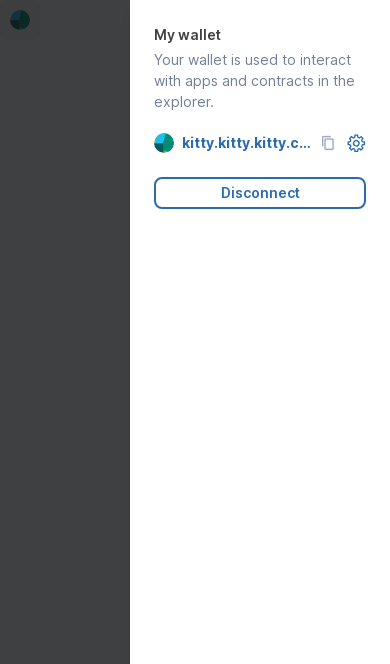 My wallet
Your wallet is used to interact
with apps and contracts in the
explorer.
kitty.kitty.kitty.c...
Disconnect